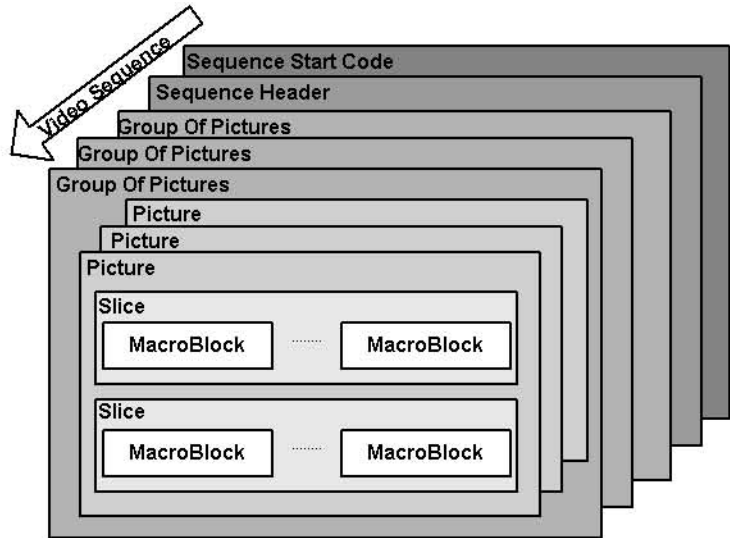 Video Sequence
Sequence Start Code
Sequence Header
Group Of Pictures
Group Of Pictures
Group Of Pictures
Picture
Picture
Picture
Slice
MacroBlock ........ MacroBlock
Slice
MacroBlock ........ MacroBlock